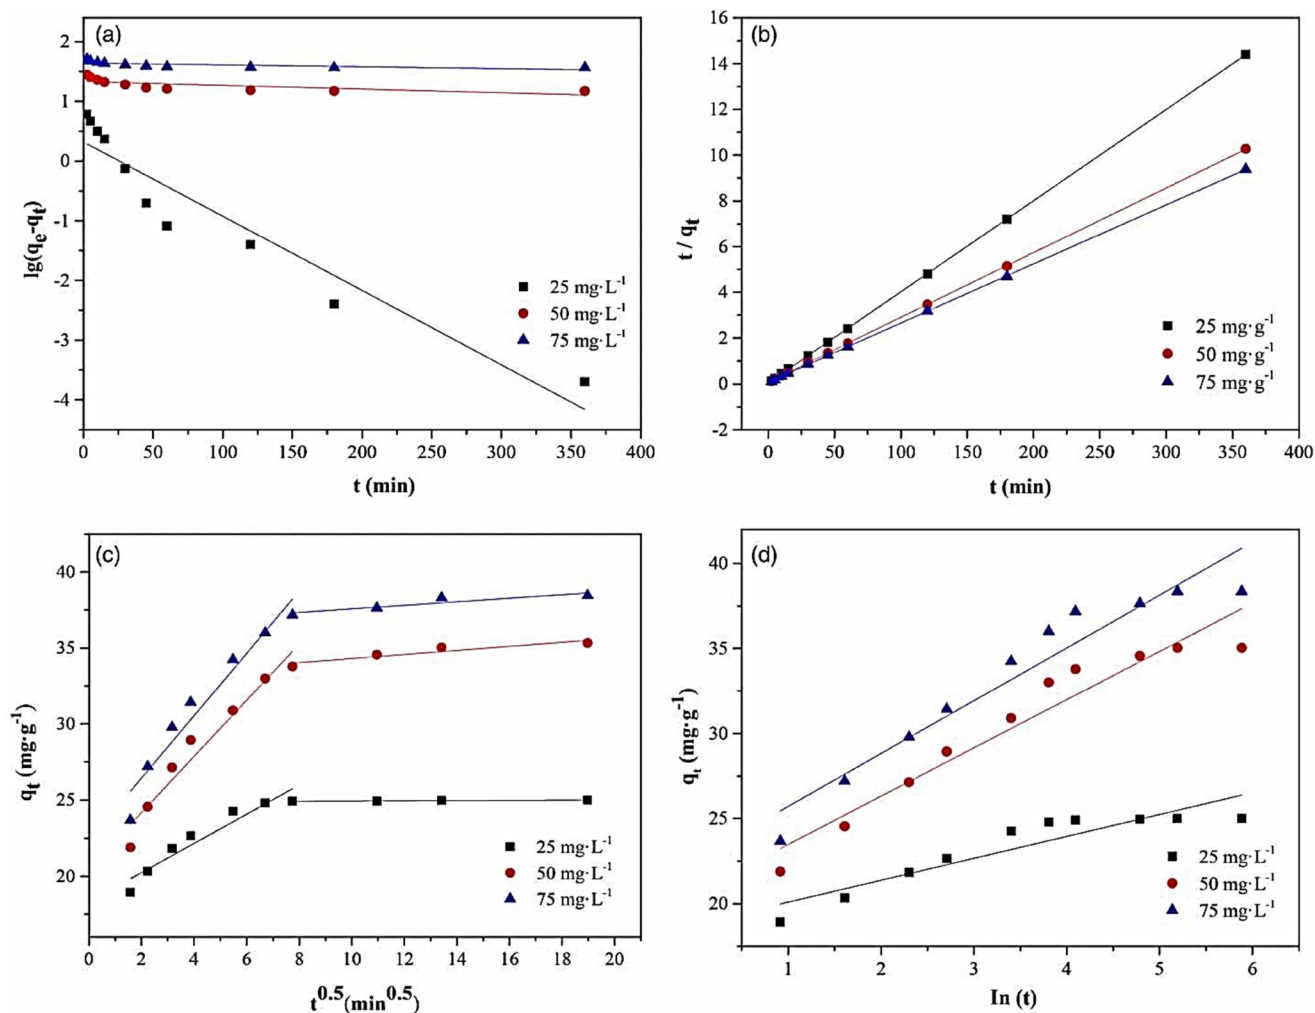 (a)
2
1
0
-1
-2
-3
-4
lg(qe-qt)
25 mg·L-1
50 mg·L-1
75 mg·L-1
0 50 100 150 200 250 300 350 400
t (min)
(b)
16
14
12
10
8
6
4
2
0
-2
t / qt
25 mg·g-1
50 mg·g-1
75 mg·g-1
0 50 100 150 200 250 300 350 400
t (min)
(c)
40
35
30
25
20
qt (mg·g-1)
25 mg·L-1
50 mg·L-1
75 mg·L-1
0 2 4 6 8 10 12 14 16 18 20
t0.5(min0.5)
(d)
40
35
30
25
20
qt (mg·g-1)
25 mg·L-1
50 mg·L-1
75 mg·L-1
1 2 3 4 5 6
In (t)